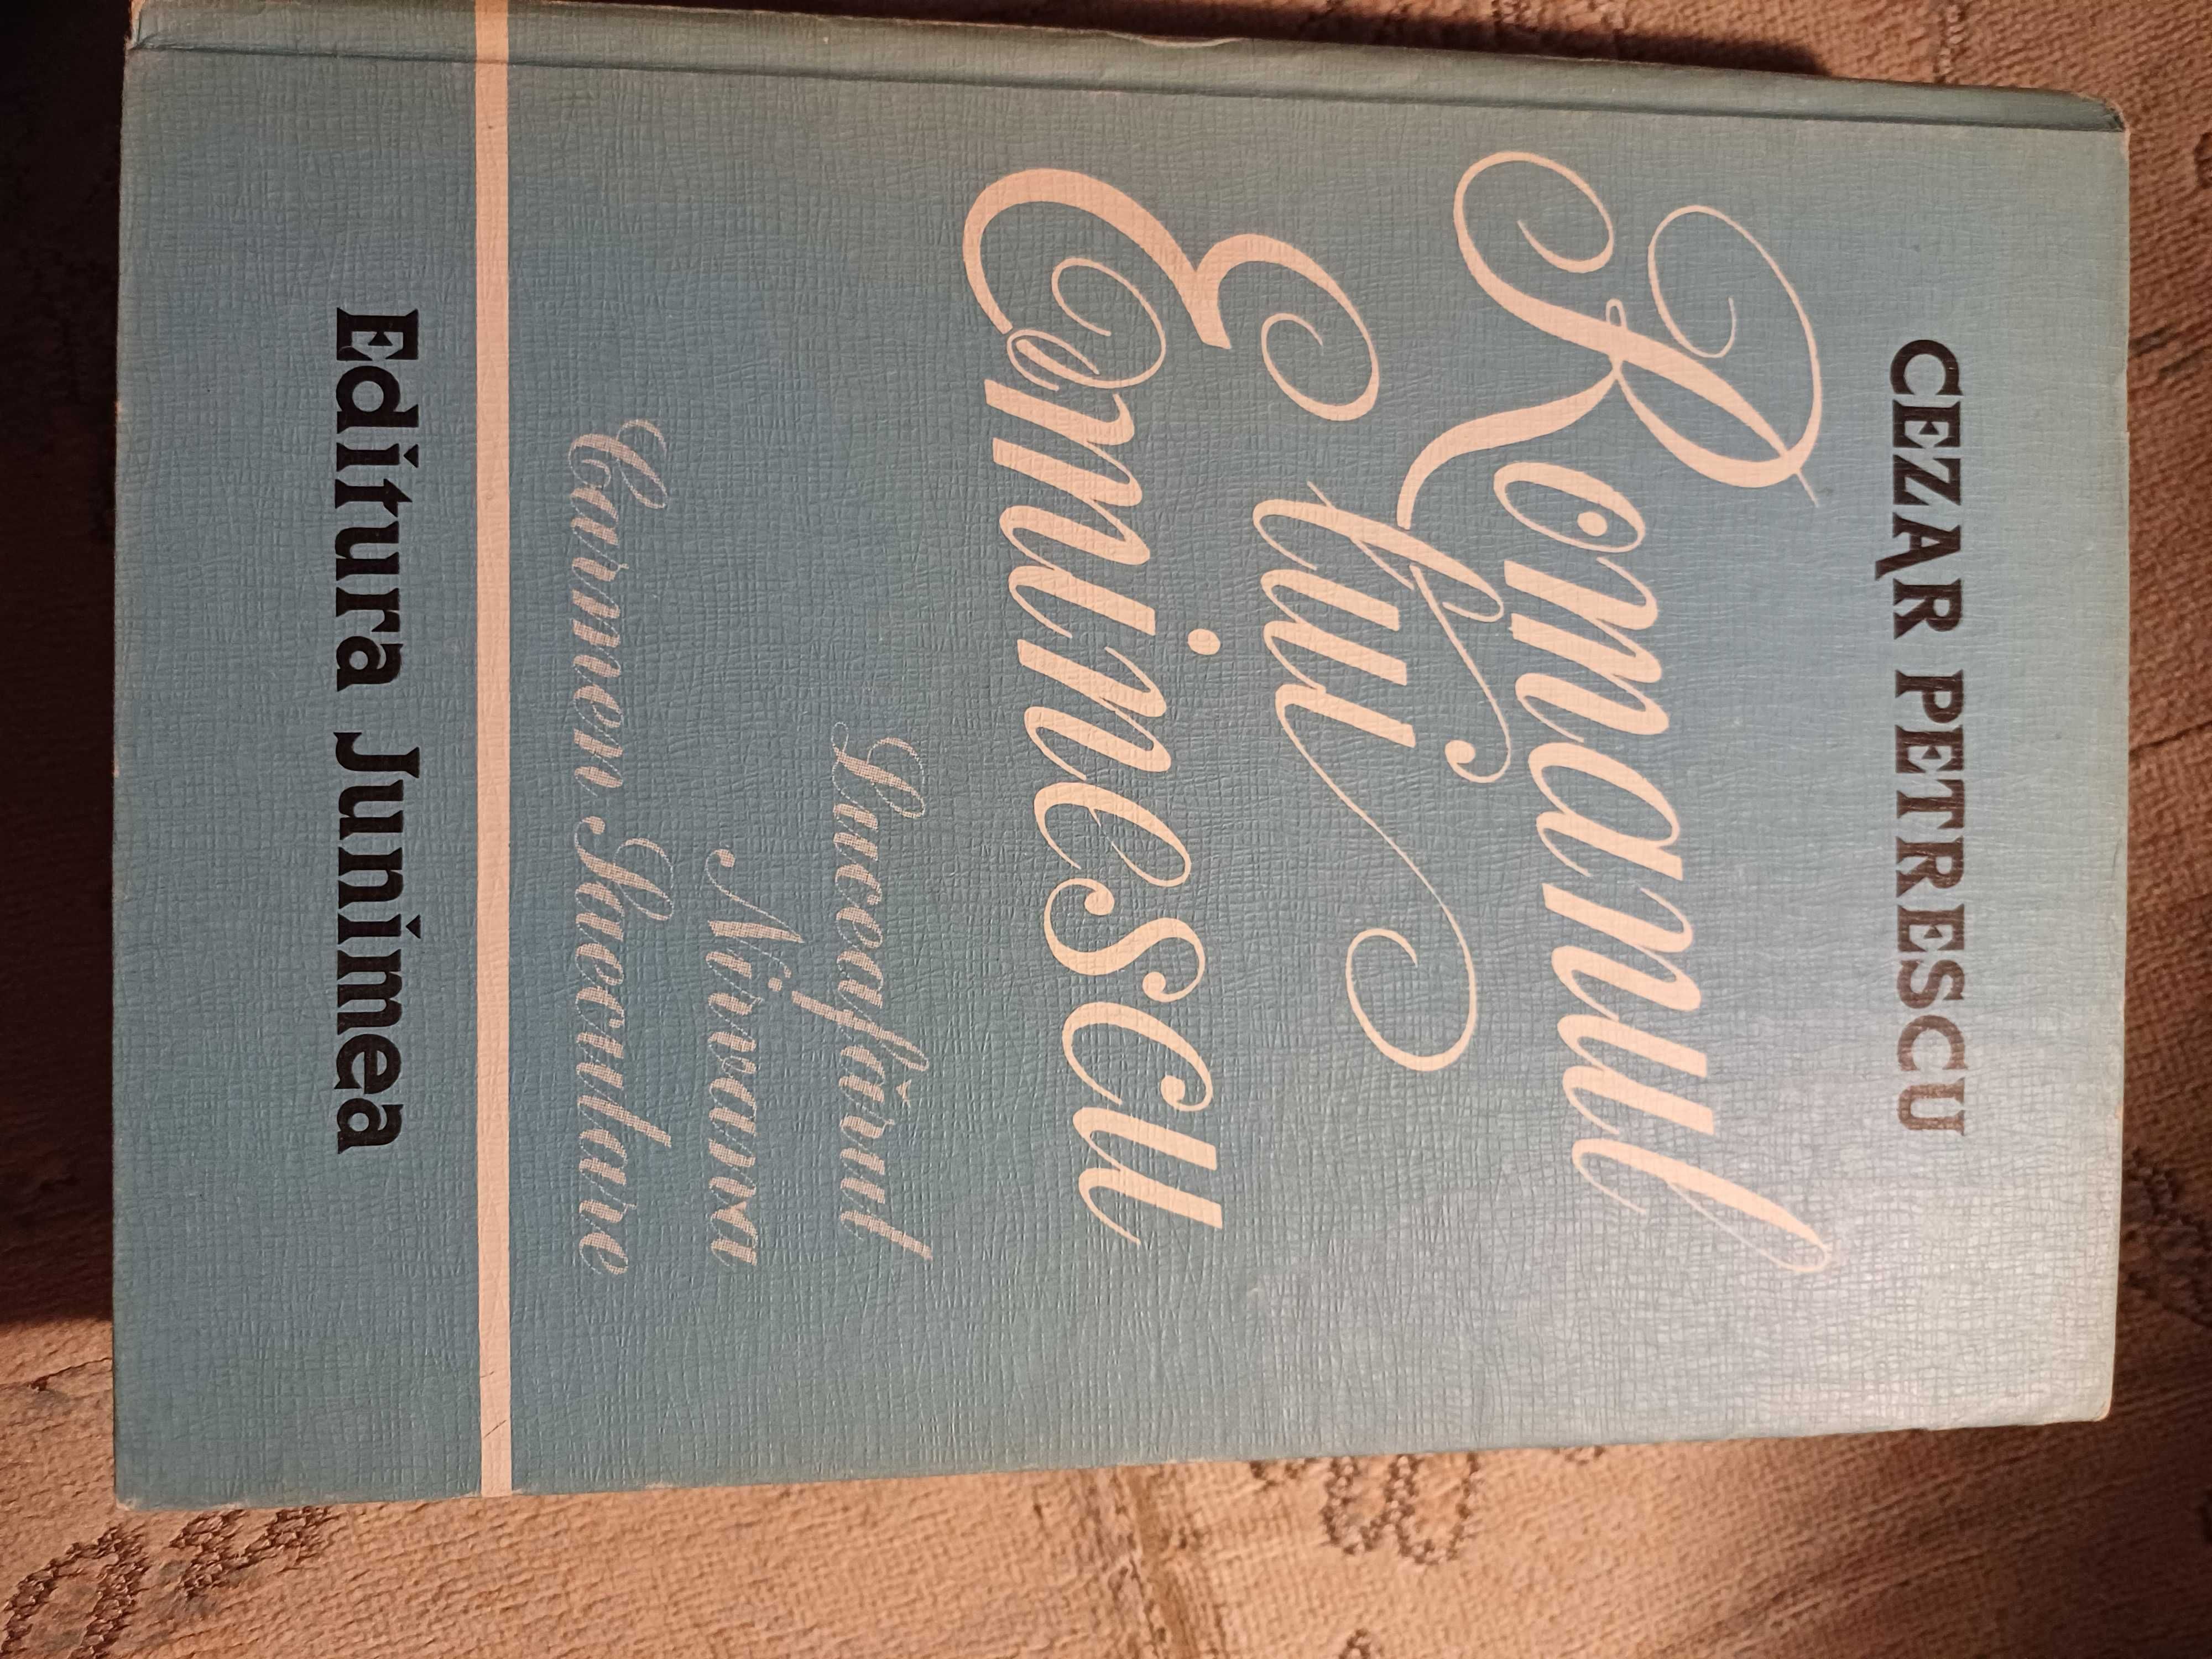 CEZAR PETRESCU
Romanul
lui
Eminescu
Luceafărul
Nirvana
Carmen Saeculare
Editura Junimea